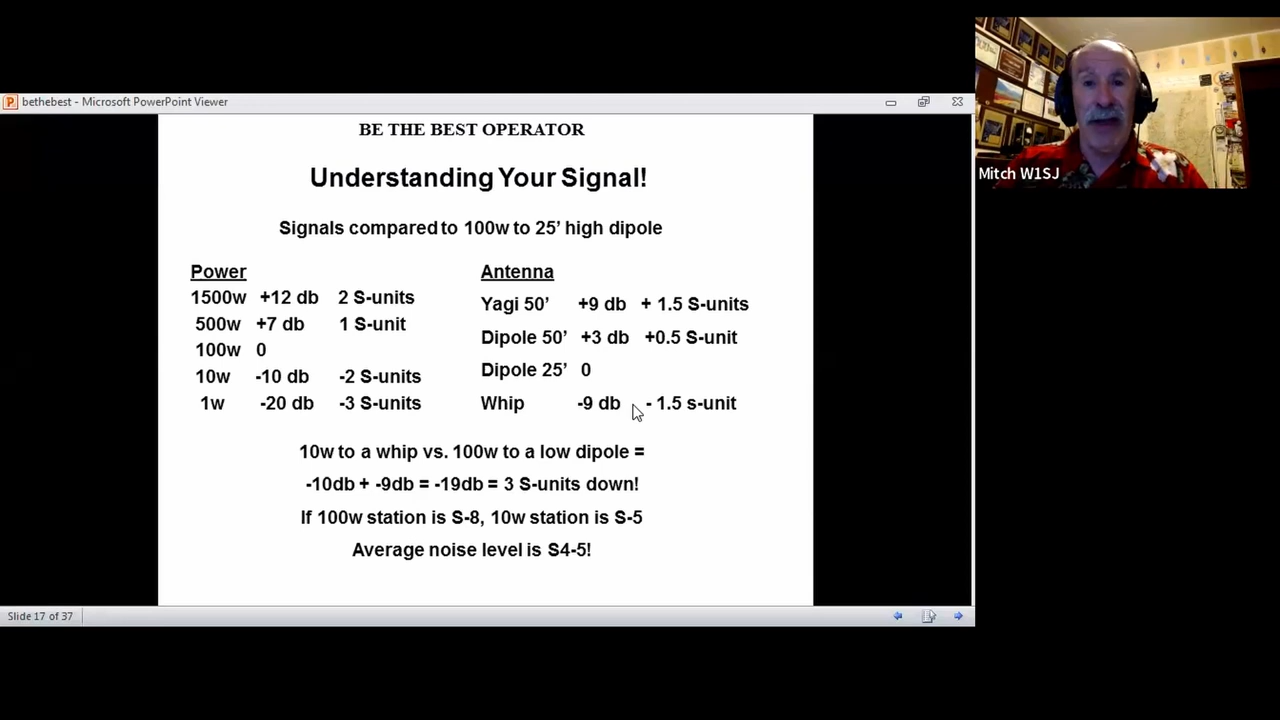 bethebest - Microsoft PowerPoint Viewer
BE THE BEST OPERATOR
Understanding Your Signal!
Signals compared to 100w to 25' high dipole
Power
1500w +12 db 2 S-units
500w +7 db 1 S-unit
100w 0
10w -10 db -2 S-units
1w -20 db -3 S-units
Antenna
Yagi 50' +9 db + 1.5 S-units
Dipole 50' +3 db +0.5 S-unit
Dipole 25' 0
Whip -9 db - 1.5 s-unit
10w to a whip vs. 100w to a low dipole =
-10db + -9db = -19db = 3 S-units down!
If 100w station is S-8, 10w station is S-5
Average noise level is S4-5!
Slide 17 of 37
Mitch W1SJ